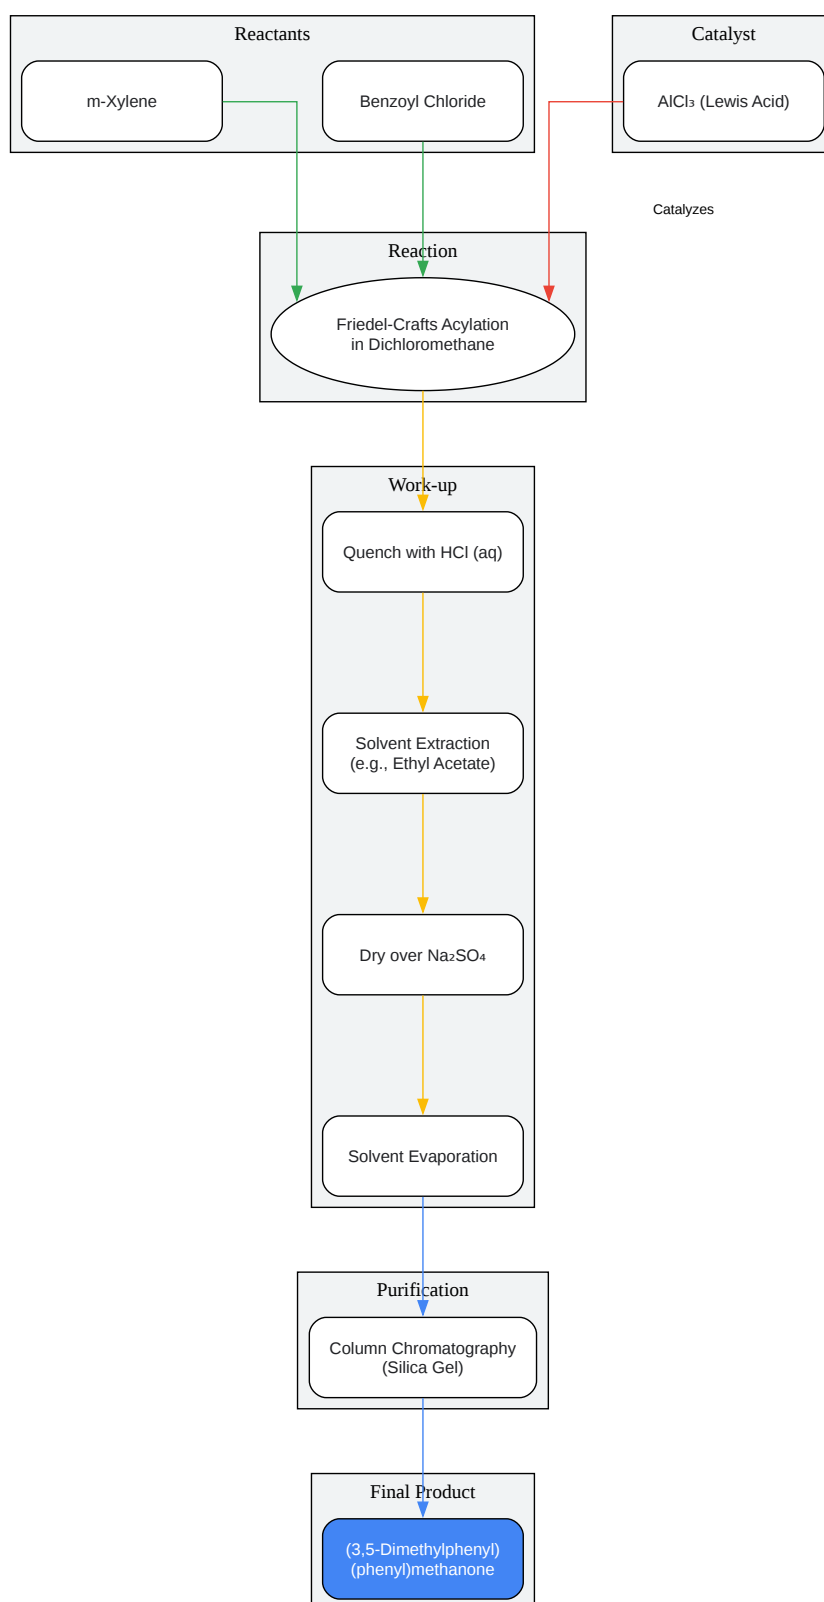 Reactants
Catalyst
m-Xylene
Benzoyl Chloride
AlCl₃ (Lewis Acid)
Catalyzes
Reaction
Friedel-Crafts Acylation
in Dichloromethane
Work-up
Quench with HCl (aq)
Solvent Extraction
(e.g., Ethyl Acetate)
Dry over Na₂SO₄
Solvent Evaporation
Purification
Column Chromatography
(Silica Gel)
Final Product
(3,5-Dimethylphenyl)
(phenyl)methanone